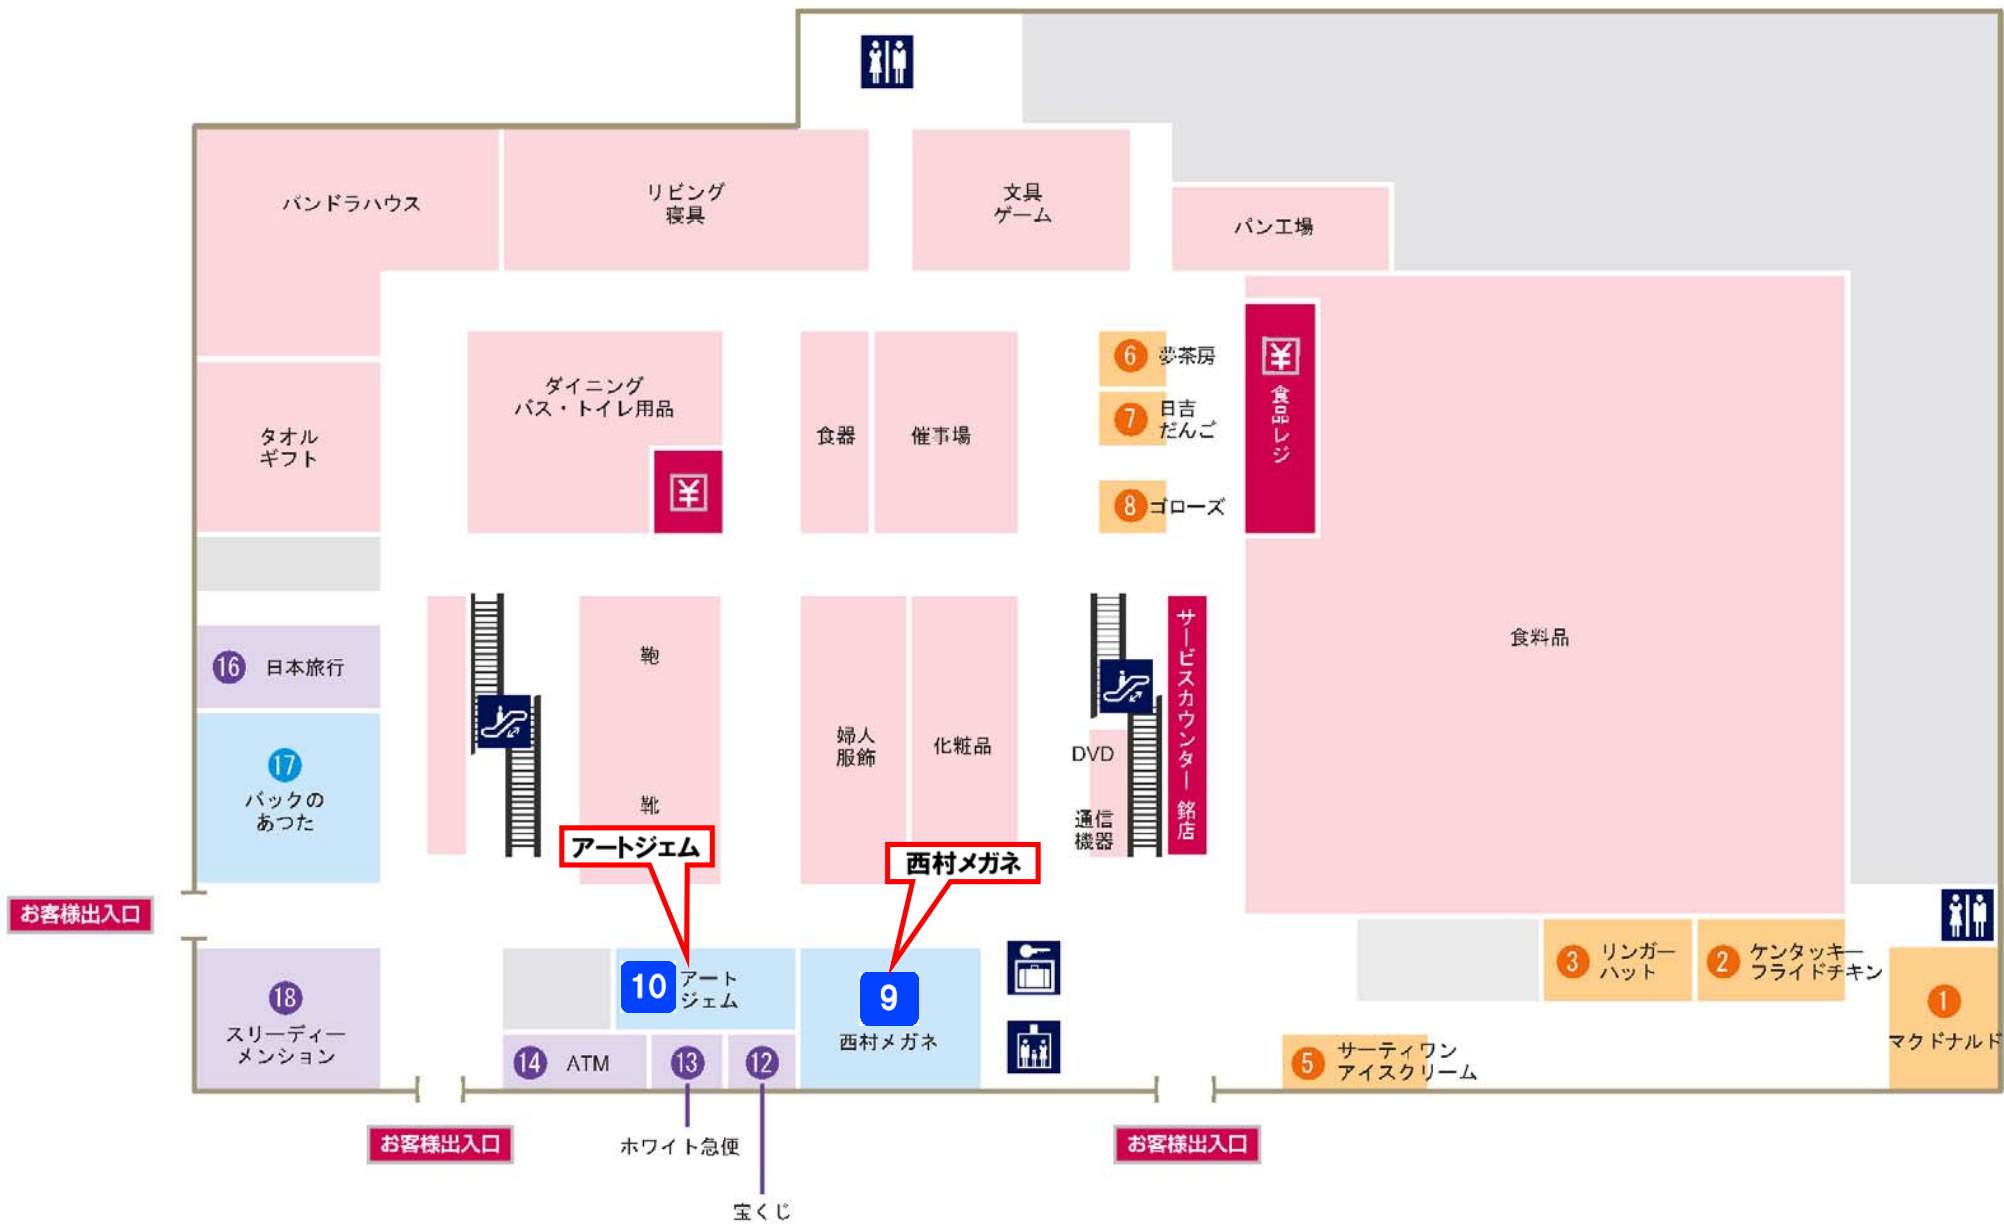 パンドラハウス
リビング
寝具
文具
ゲーム
パン工場
タオル
ギフト
ダイニング
バス・トイレ用品
¥
食器
催事場
6 夢茶房
7 日吉
だんご
8 ゴローズ
¥
食品レジ
食料品
16 日本旅行
17
バックの
あつた
鞄
靴
婦人
服飾
化粧品
DVD
通信
機器
サービスカウンター 銘店
アートジェム
西村メガネ
お客様出入口
18
スリーディー
メンション
10 アート
ジェム
9
西村メガネ
14 ATM
13
12
3 リンガー
ハット
2 ケンタッキー
フライドチキン
1
マクドナルド
5 サーティワン
アイスクリーム
お客様出入口
ホワイト急便
宝くじ
お客様出入口